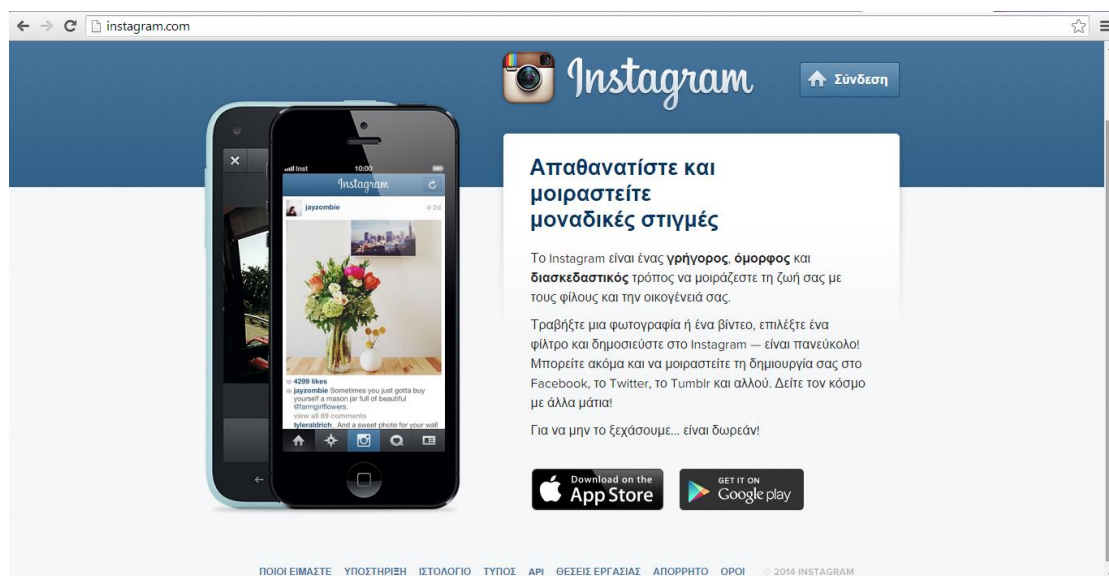 instagram.com
Instagram
Σύνδεση
Inst
10:00
Instagram
jayzombie
2d
4299 likes
jayzombie Sometimes you just gotta buy
yourself a mason jar full of beautiful
@farmgirlflowers.
view all 89 comments
tyleraldrich_ And a sweet photo for your wall
Απαθανατίστε και
μοιραστείτε
μοναδικές στιγμές
Το Instagram είναι ένας γρήγορος, όμορφος και
διασκεδαστικός τρόπος να μοιράζεστε τη ζωή σας με
τους φίλους και την οικογένειά σας.
Τραβήξτε μια φωτογραφία ή ένα βίντεο, επιλέξτε ένα
φίλτρο και δημοσιεύστε στο Instagram — είναι πανεύκολο!
Μπορείτε ακόμα και να μοιραστείτε τη δημιουργία σας στο
Facebook, το Twitter, το Tumblr και αλλού. Δείτε τον κόσμο
με άλλα μάτια!
Για να μην το ξεχάσουμε... είναι δωρεάν!
Download on the
App Store
GET IT ON
Google play
ΠΟΙΟΙ ΕΙΜΑΣΤΕ ΥΠΟΣΤΗΡΙΞΗ ΙΣΤΟΛΟΓΙΟ ΤΥΠΟΣ API ΘΕΣΕΙΣ ΕΡΓΑΣΙΑΣ ΑΠΟΡΡΗΤΟ ΟΡΟΙ © 2014 INSTAGRAM